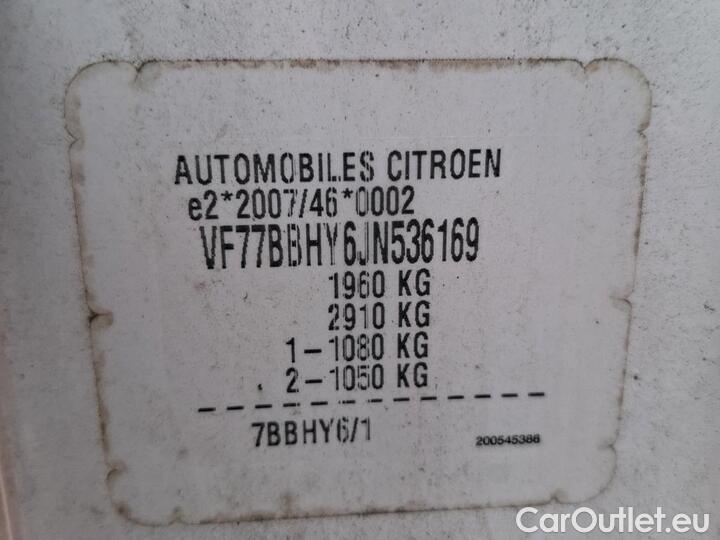 AUTOMOBILES CITROEN
e2*2007/46*0002
VF77BBHY6JN536169
1960 KG
2910 KG
1-1080 KG
2-1050 KG
7BBHY6/1
200545386
CarOutlet.eu